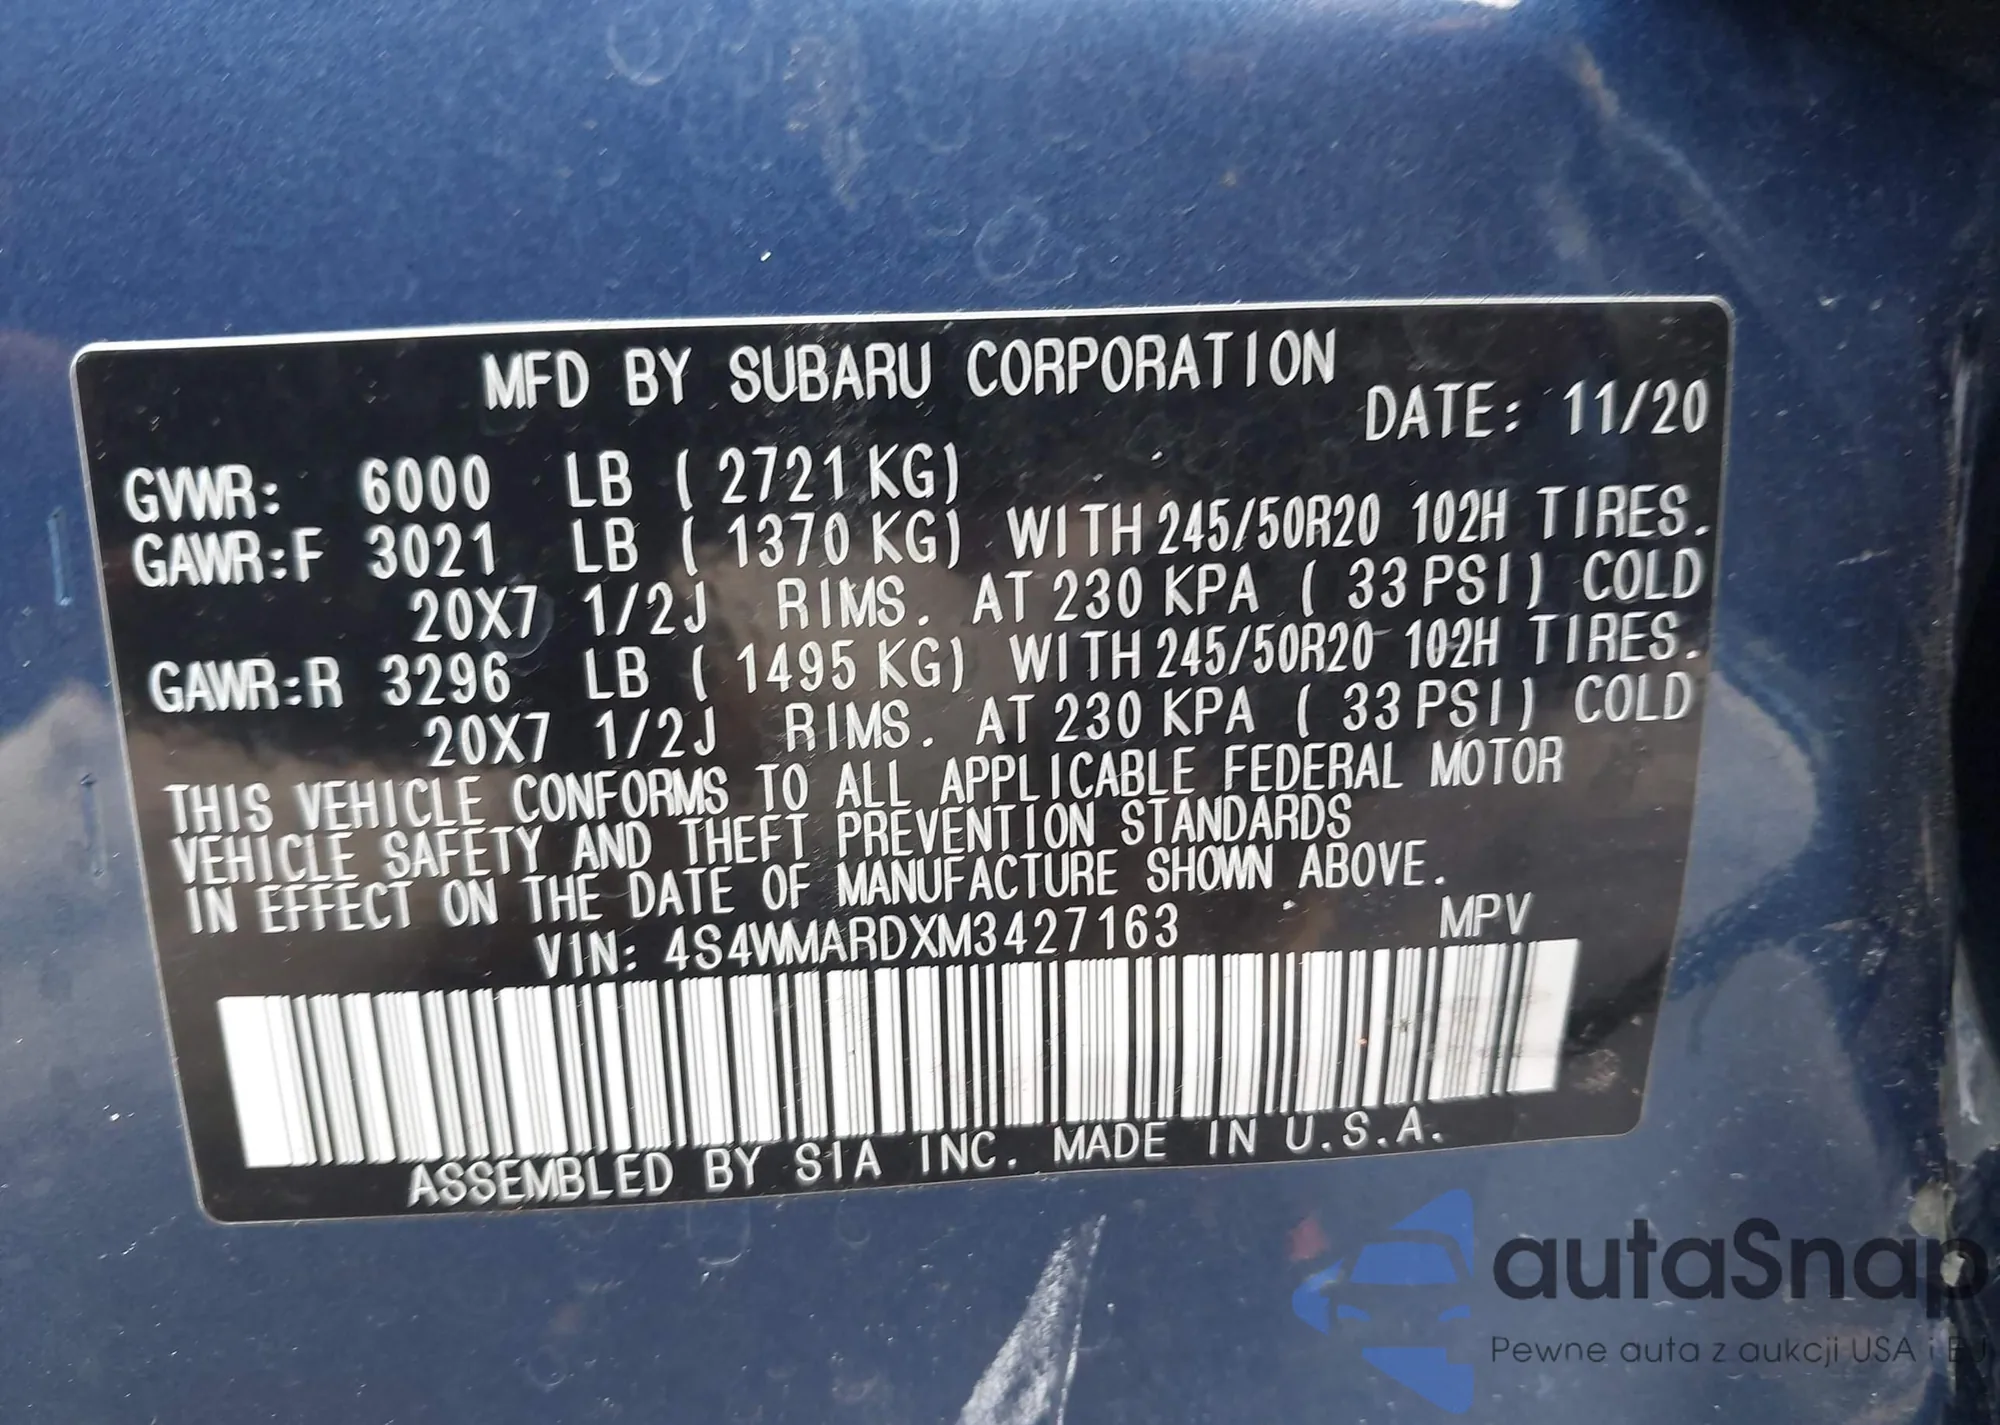 MFD BY SUBARU CORPORATION
DATE: 11/20
GVWR: 6000 LB ( 2721 KG)
GAWR:F 3021 LB ( 1370 KG) WITH 245/50R20 102H TIRES.
20X7 1/2J RIMS. AT 230 KPA ( 33 PSI) COLD
GAWR:R 3296 LB ( 1495 KG) WITH 245/50R20 102H TIRES.
20X7 1/2J RIMS. AT 230 KPA ( 33 PSI) COLD
THIS VEHICLE CONFORMS TO ALL APPLICABLE FEDERAL MOTOR
VEHICLE SAFETY AND THEFT PREVENTION STANDARDS
IN EFFECT ON THE DATE OF MANUFACTURE SHOWN ABOVE.
VIN: 4S4WMARDXM3427163 MPV
ASSEMBLED BY SIA INC. MADE IN U.S.A.
autaSnap
Pewne auta z aukcji USA i EU